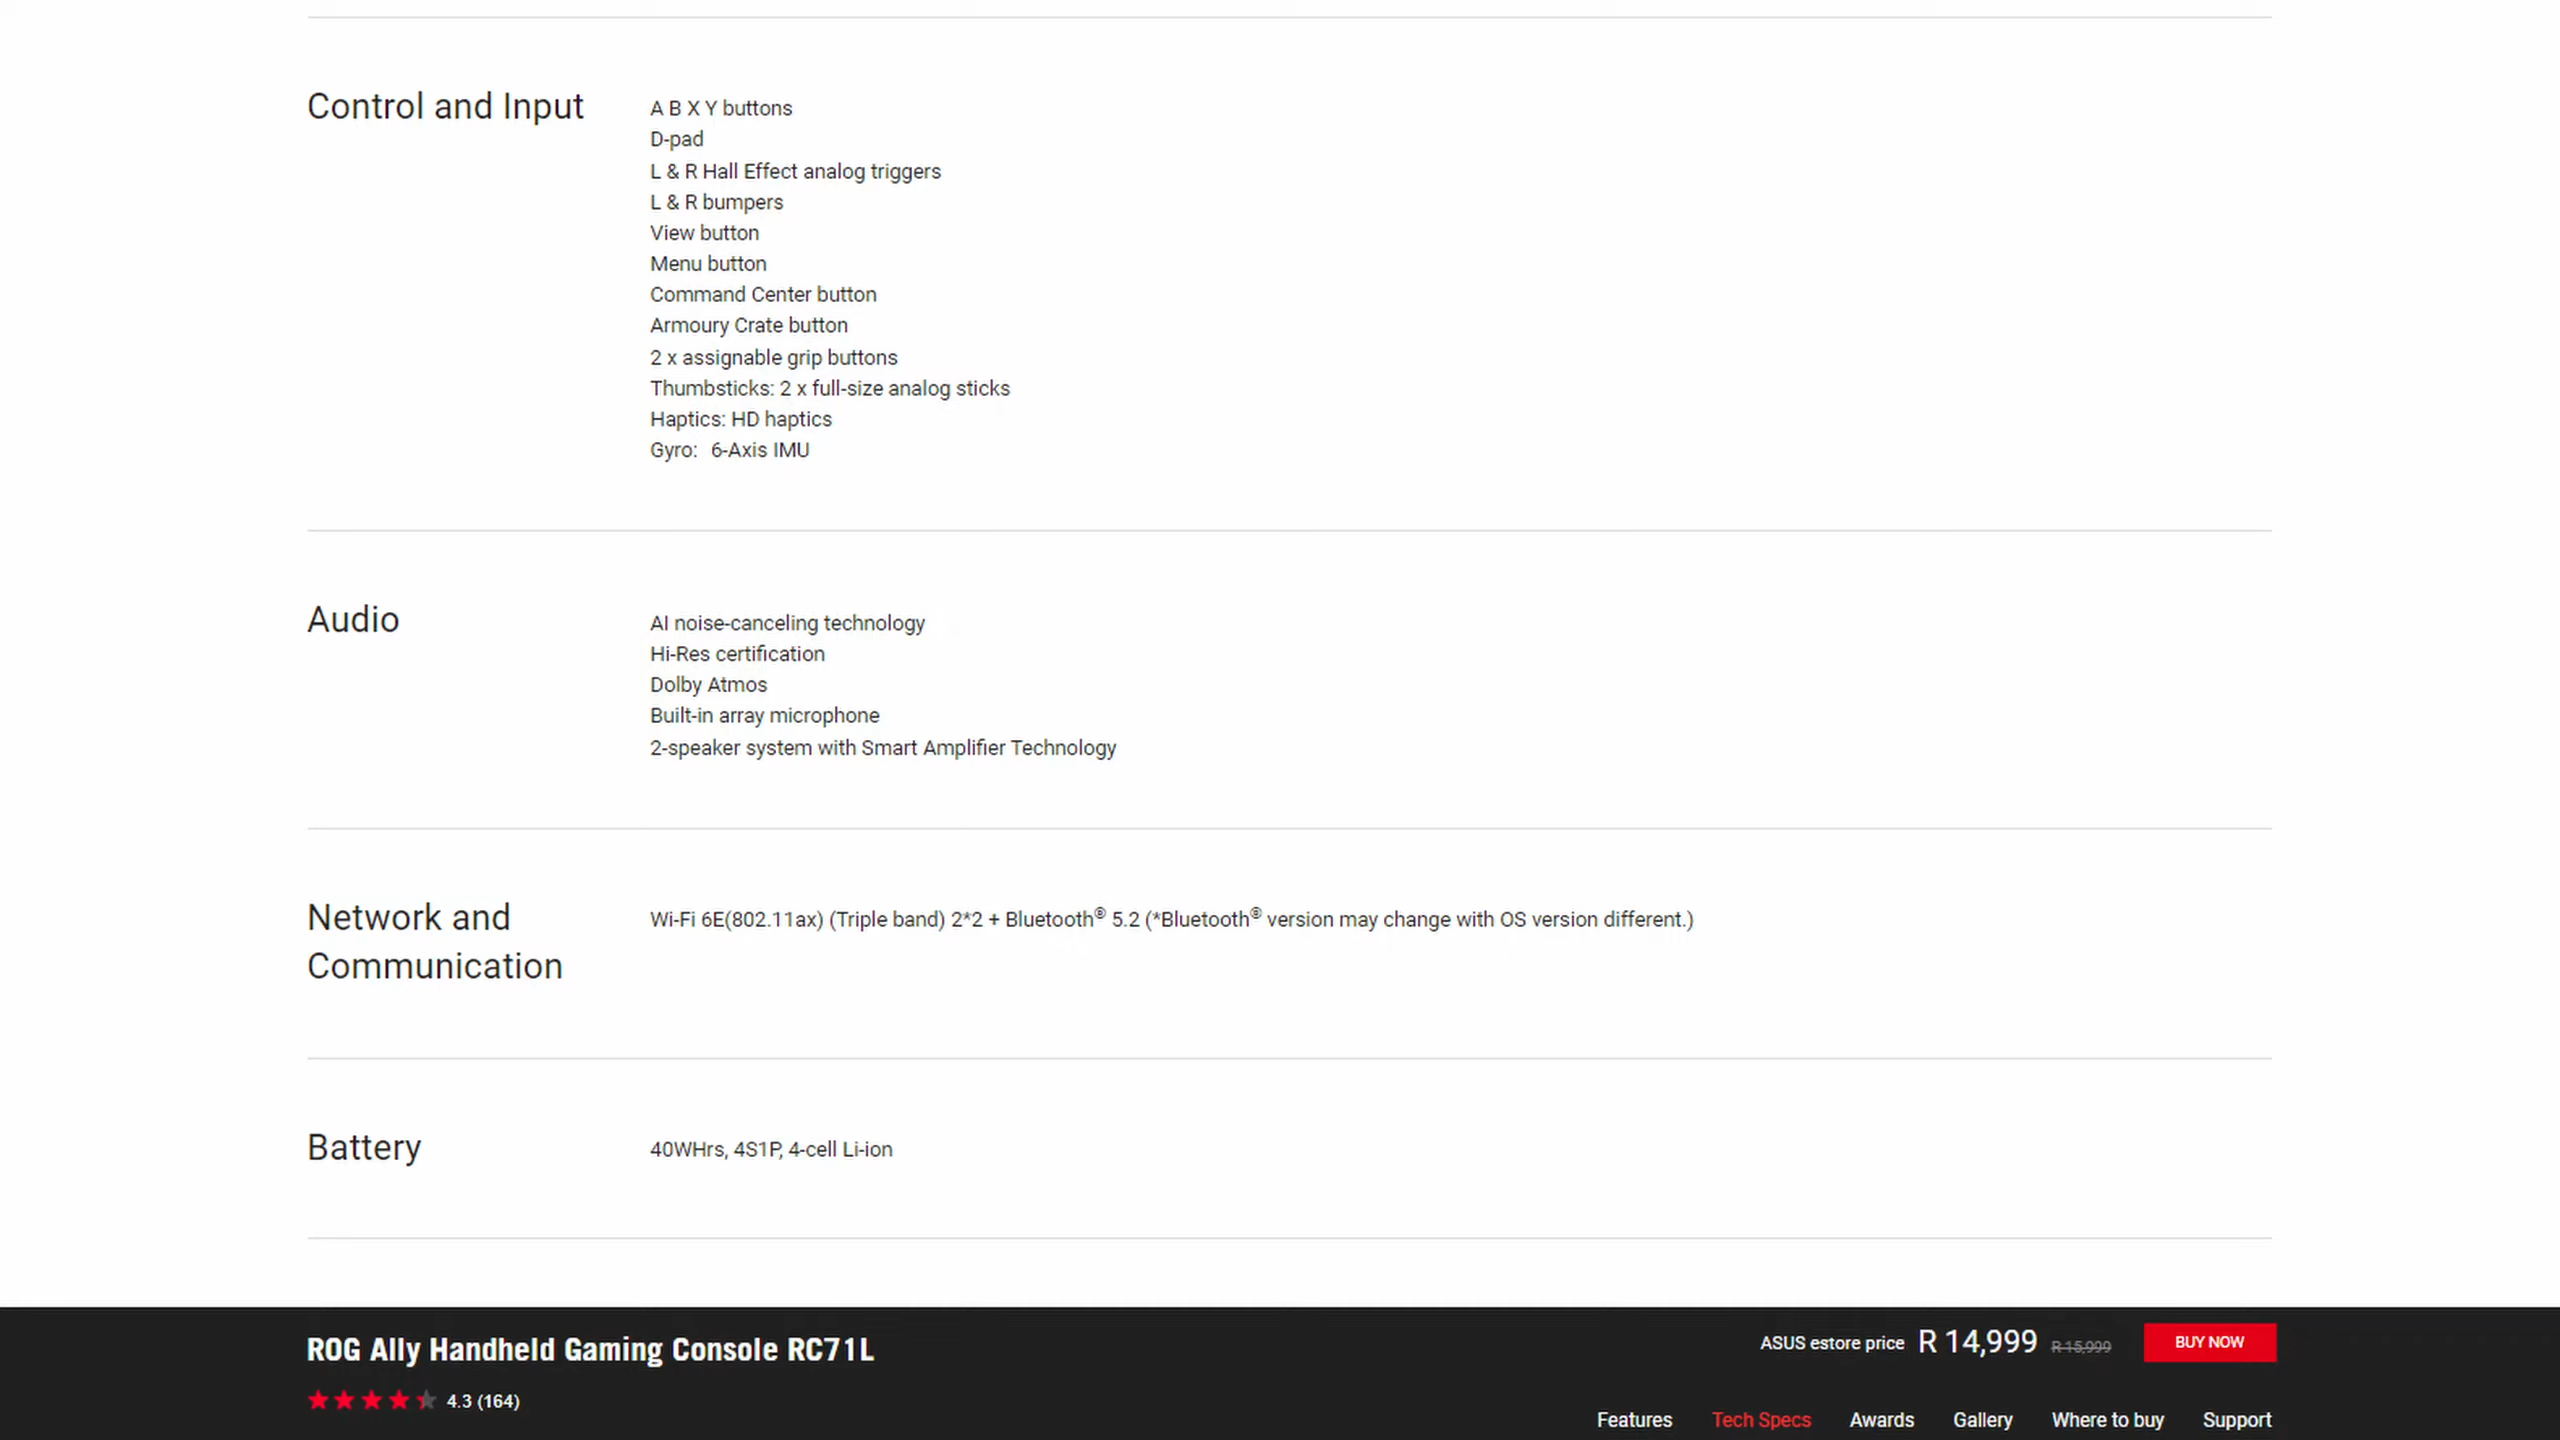 Control and Input
A B X Y buttons
D-pad
L & R Hall Effect analog triggers
L & R bumpers
View button
Menu button
Command Center button
Armoury Crate button
2 x assignable grip buttons
Thumbsticks: 2 x full-size analog sticks
Haptics: HD haptics
Gyro: 6-Axis IMU
Audio
AI noise-canceling technology
Hi-Res certification
Dolby Atmos
Built-in array microphone
2-speaker system with Smart Amplifier Technology
Network and
Communication
Wi-Fi 6E(802.11ax) (Triple band) 2*2 + Bluetooth® 5.2 (*Bluetooth® version may change with OS version different.)
Battery
40WHrs, 4S1P, 4-cell Li-ion
ROG Ally Handheld Gaming Console RC71L
4.3 (164)
ASUS estore price R 14,999 R 15,999 BUY NOW
Features Tech Specs Awards Gallery Where to buy Support